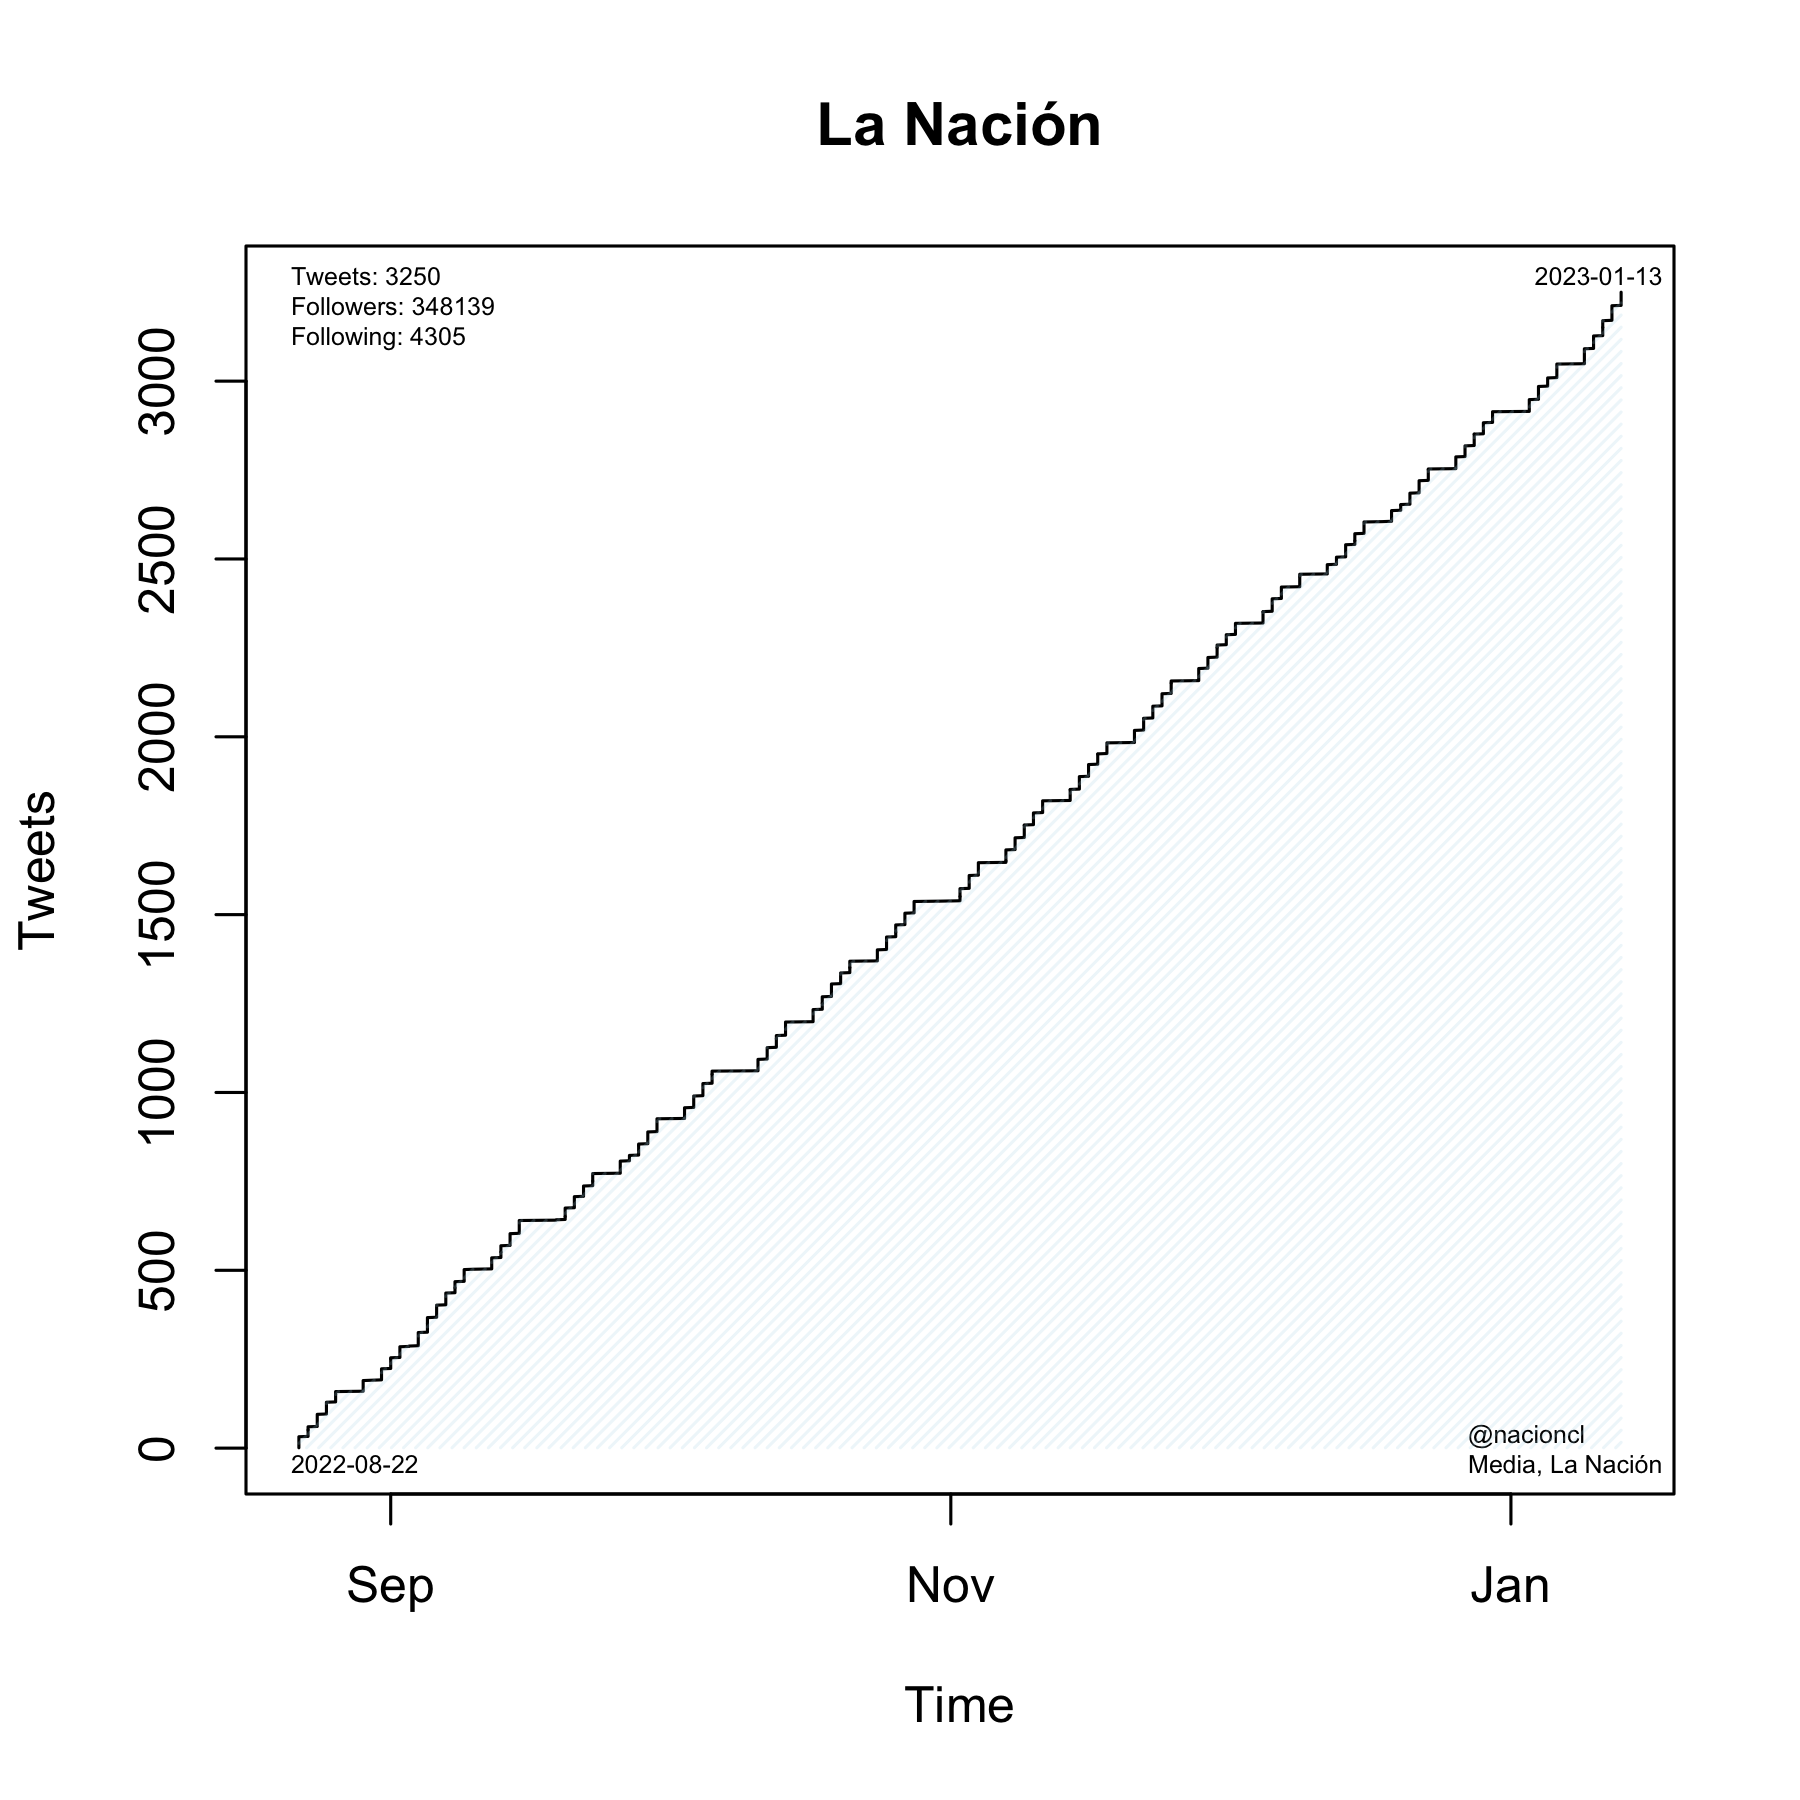 La Nación
Tweets: 3250
Followers: 348139
Following: 4305
2023-01-13
Tweets
3000
2500
2000
1500
1000
500
0
2022-08-22
@nacioncl
Media, La Nación
Sep
Nov
Jan
Time